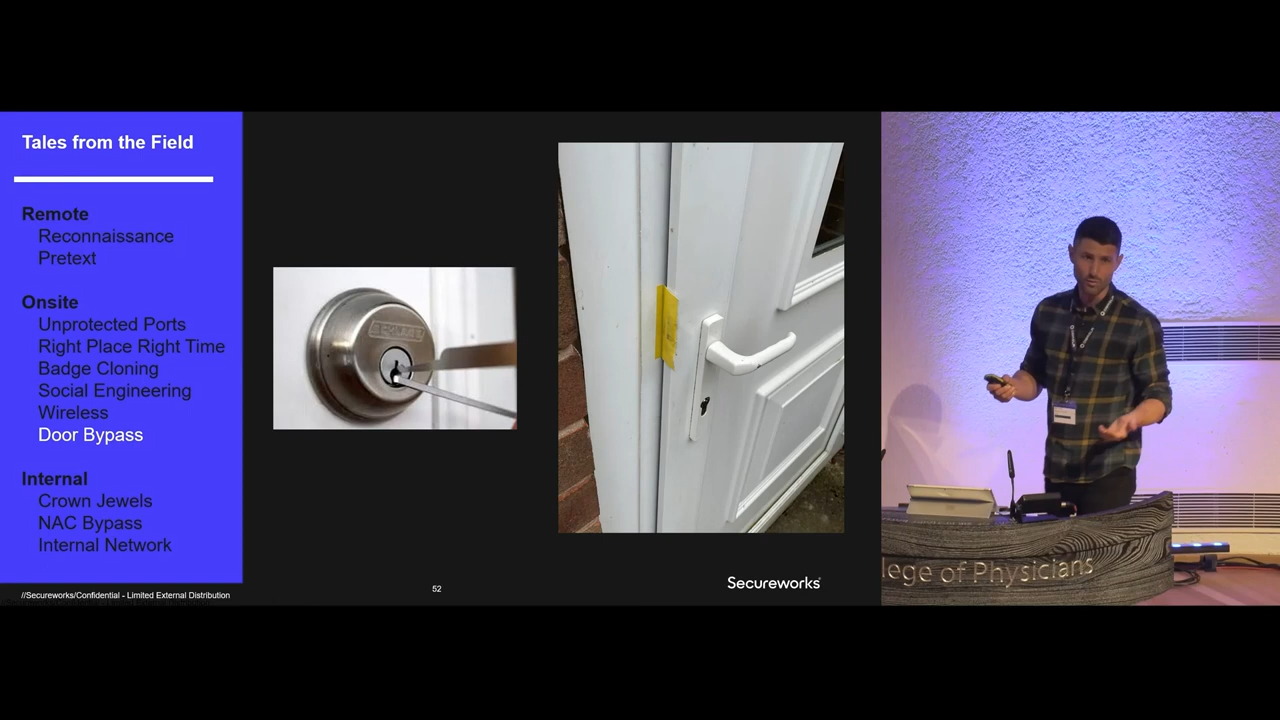 Tales from the Field
Remote
Reconnaissance
Pretext
Onsite
Unprotected Ports
Right Place Right Time
Badge Cloning
Social Engineering
Wireless
Door Bypass
Internal
Crown Jewels
NAC Bypass
Internal Network
//Secureworks/Confidential - Limited External Distribution
52
Secureworks
lege of Physicians